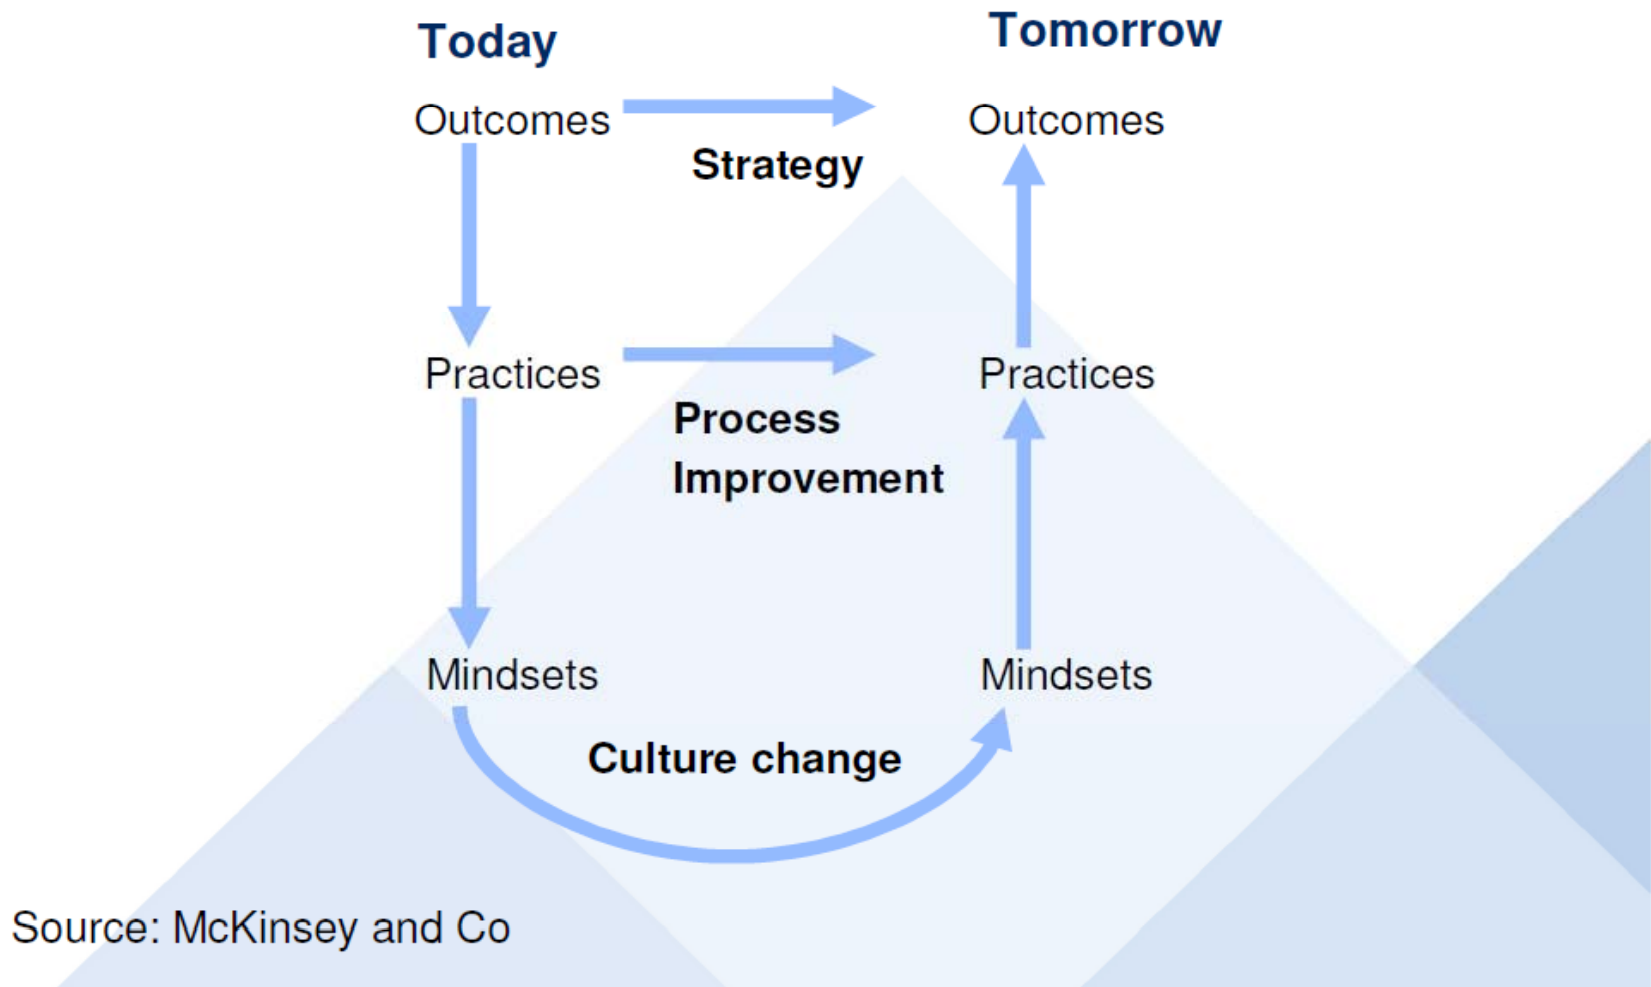 Today
Tomorrow
Outcomes
Outcomes
Strategy
Practices
Practices
Process
Improvement
Mindsets
Mindsets
Culture change
Source: McKinsey and Co